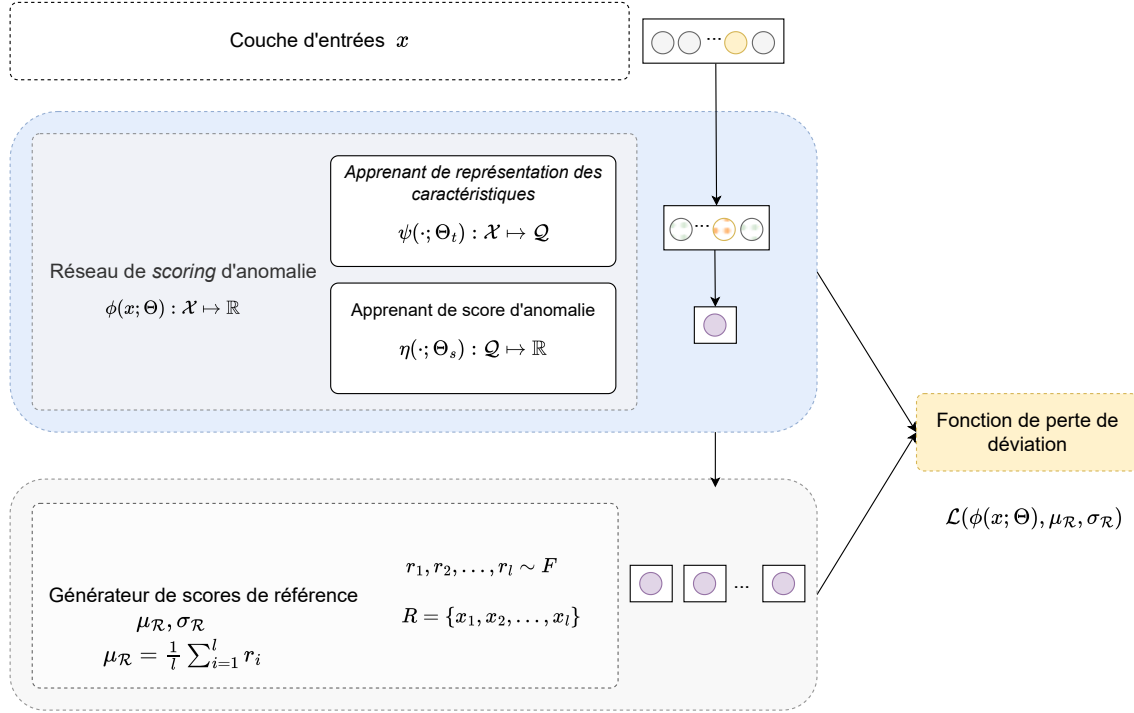 Couche d'entrées x
...
Apprenant de représentation des
caractéristiques
ψ(·; Θ_t) : 𝒳 ↦ 𝒬
...
Réseau de scoring d'anomalie
ϕ(x; Θ) : 𝒳 ↦ ℝ
Apprenant de score d'anomalie
η(·; Θ_s) : 𝒬 ↦ ℝ
Fonction de perte de
déviation
ℒ(ϕ(x; Θ), μ_ℛ, σ_ℛ)
Générateur de scores de référence
μ_ℛ, σ_ℛ
μ_ℛ = 1/l ∑_{i=1}^{l} r_i
r_1, r_2, …, r_l ∼ F
R = {x_1, x_2, …, x_l}
...